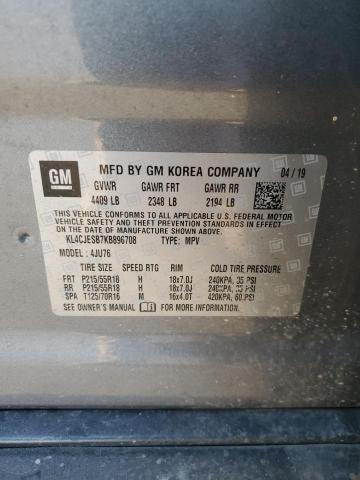 GM
MFD BY GM KOREA COMPANY 04 / 19
GVWR GAWR FRT GAWR RR
4409 LB 2348 LB 2194 LB
THIS VEHICLE CONFORMS TO ALL APPLICABLE U.S. FEDERAL MOTOR
VEHICLE SAFETY, BUMPER, AND THEFT PREVENTION STANDARDS IN
EFFECT ON THE DATE OF MANUFACTURE SHOWN ABOVE.
KL4CJESB7KB896708 TYPE: MPV
MODEL : 4JU76
TIRE SIZE SPEED RTG RIM COLD TIRE PRESSURE
FRT P215/55R18 H 18x7.0J 240KPA, 35 PSI
RR P215/55R18 H 18x7.0J 240KPA, 35 PSI
SPA T125/70R16 M 16x4.0T 420KPA, 60 PSI
SEE OWNER'S MANUAL FOR MORE INFORMATION.